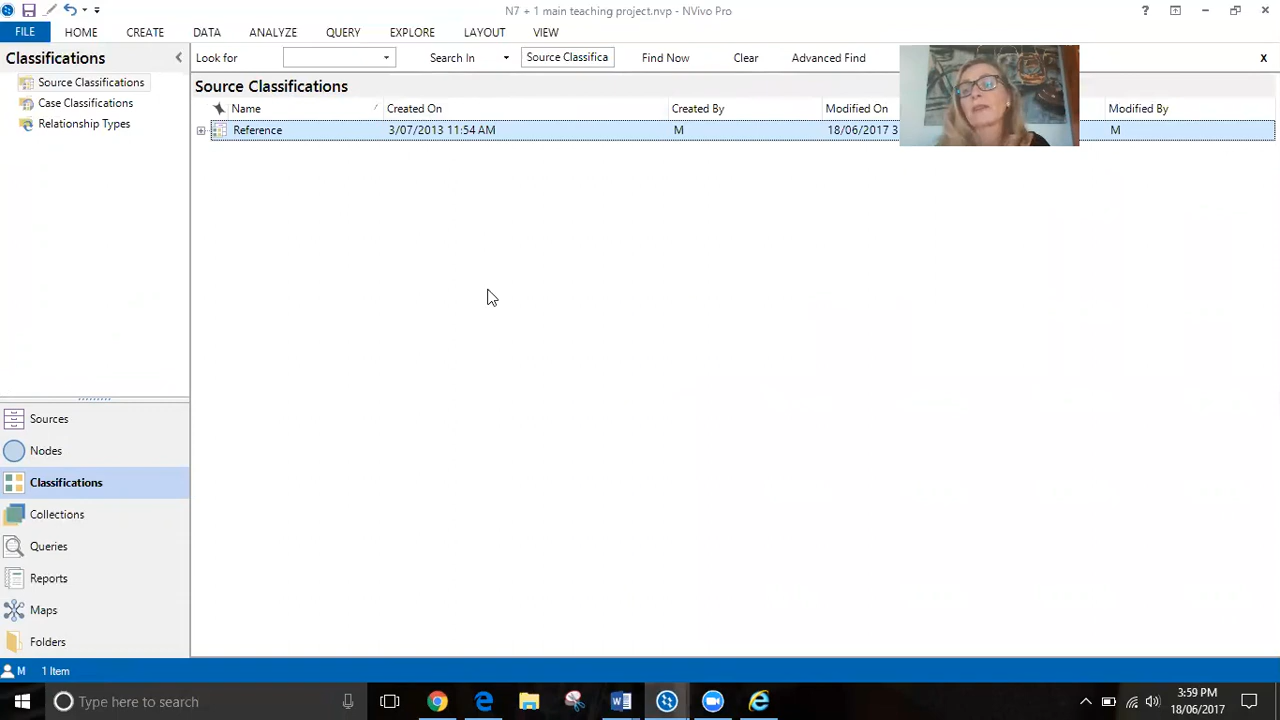 N7 + 1 main teaching project.nvp - NVivo Pro
FILE HOME CREATE DATA ANALYZE QUERY EXPLORE LAYOUT VIEW
Classifications
Look for Search In Source Classifica Find Now Clear Advanced Find x
Source Classifications
Case Classifications
Relationship Types
Source Classifications
Name Created On Created By Modified On Modified By
Reference 3/07/2013 11:54 AM M 18/06/2017 3 M
Sources
Nodes
Classifications
Collections
Queries
Reports
Maps
Folders
M 1 Item
Type here to search
3:59 PM
18/06/2017